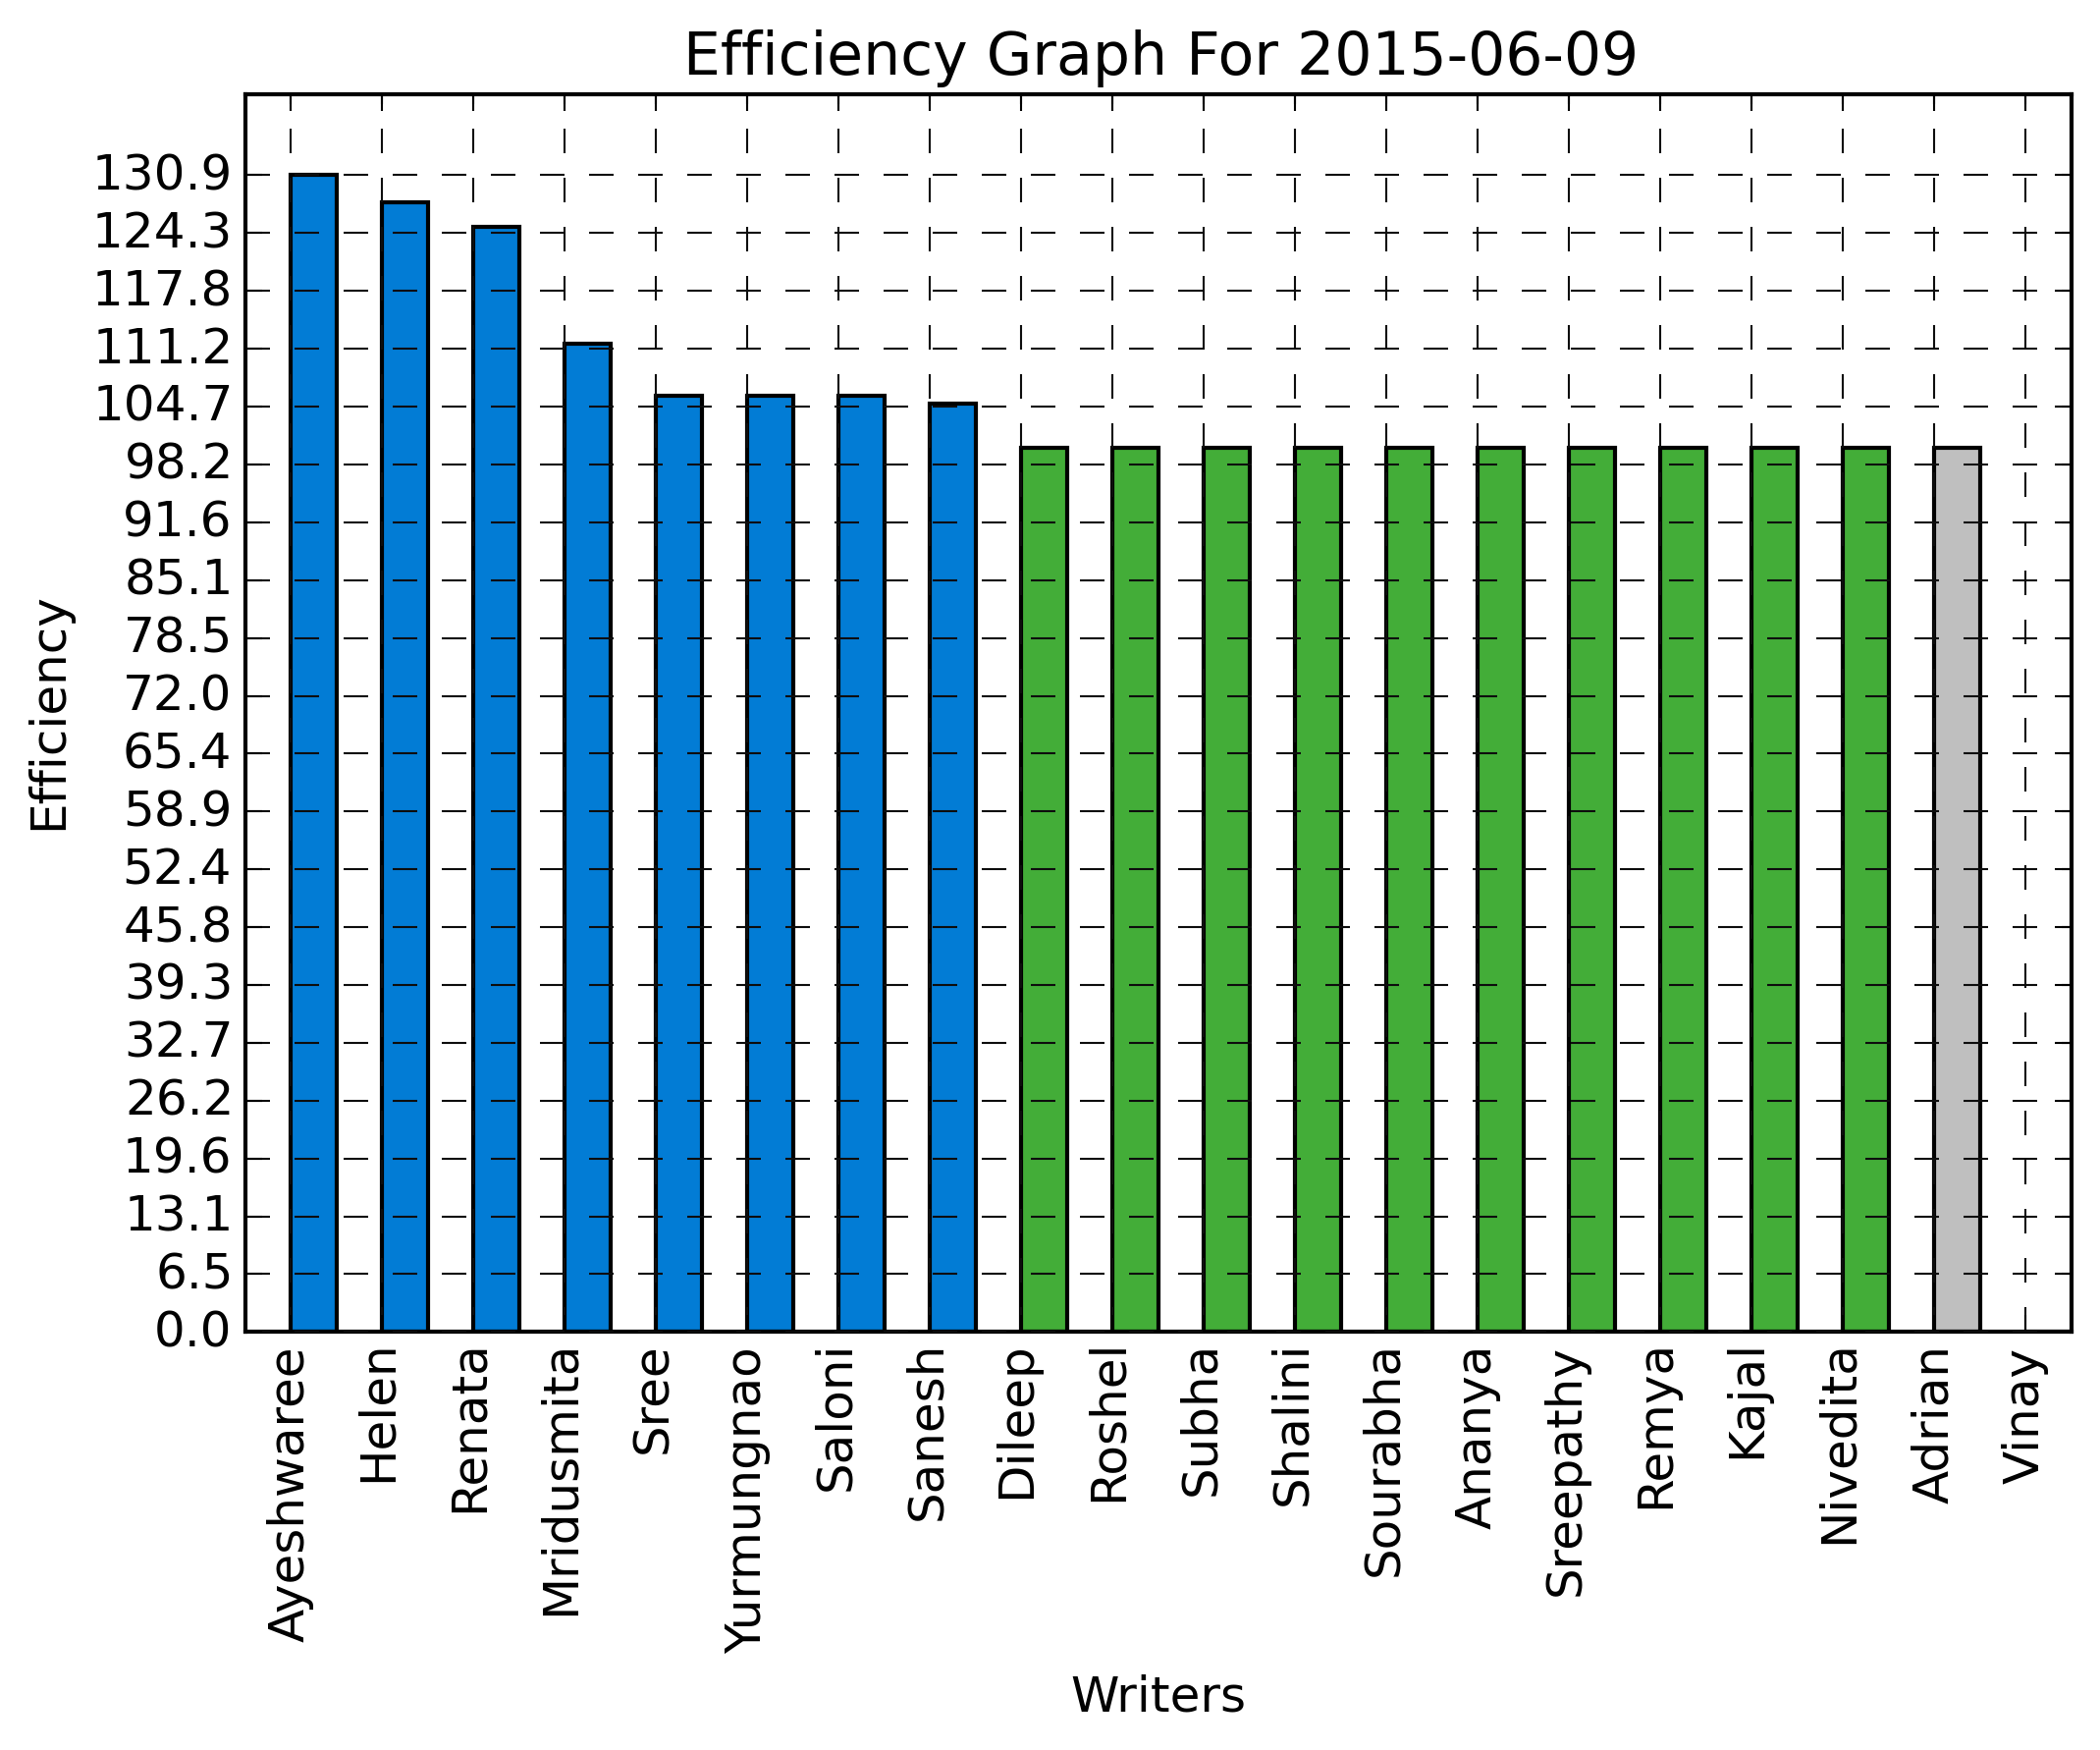 Efficiency Graph For 2015-06-09
130.9
124.3
117.8
111.2
104.7
98.2
91.6
85.1
78.5
72.0
65.4
58.9
52.4
45.8
39.3
32.7
26.2
19.6
13.1
6.5
0.0
Efficiency
Ayeshwaree
Helen
Renata
Mridusmita
Sree
Yurmungnao
Saloni
Sanesh
Dileep
Roshel
Subha
Shalini
Sourabha
Ananya
Sreepathy
Remya
Kajal
Nivedita
Adrian
Vinay
Writers